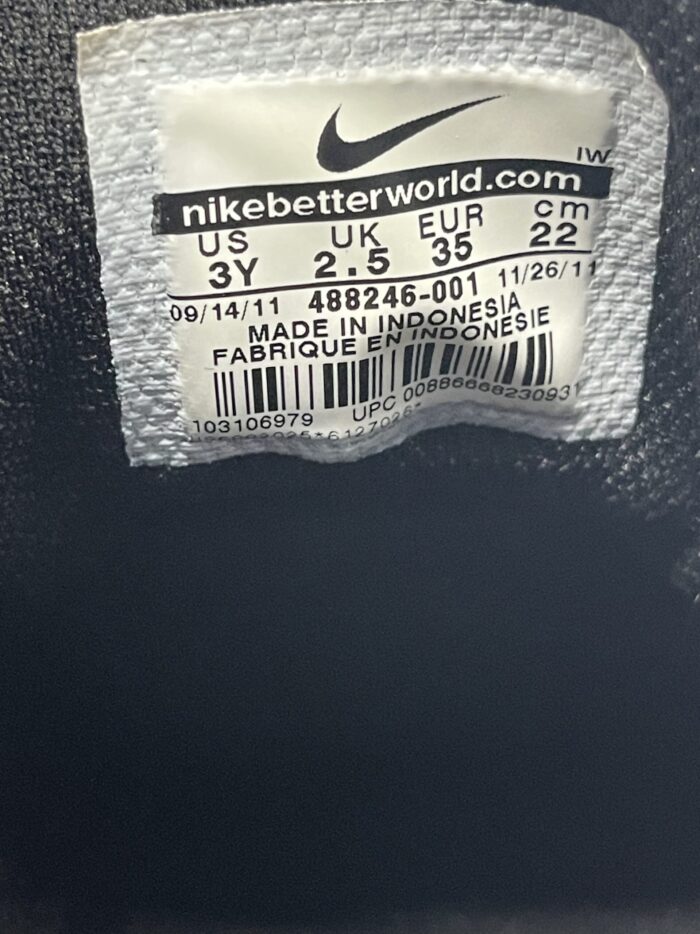 IW
nikebetterworld.com
US UK EUR cm
3Y 2.5 35 22
09/14/11 488246-001 11/26/11
MADE IN INDONESIA
FABRIQUE EN INDONESIE
103106979 UPC 00886668230931